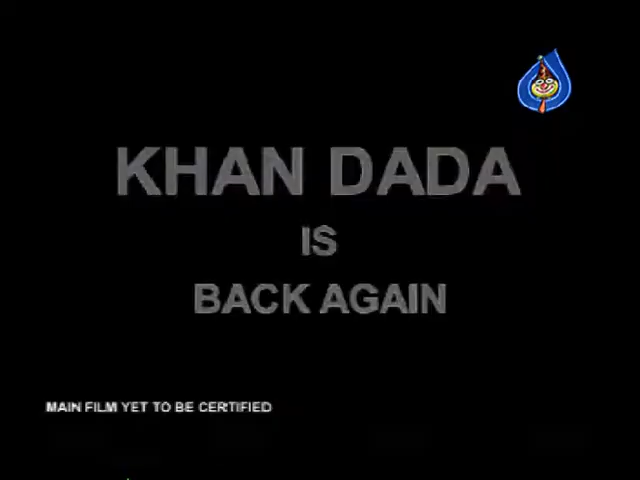 KHAN DADA
IS
BACK AGAIN
MAIN FILM YET TO BE CERTIFIED